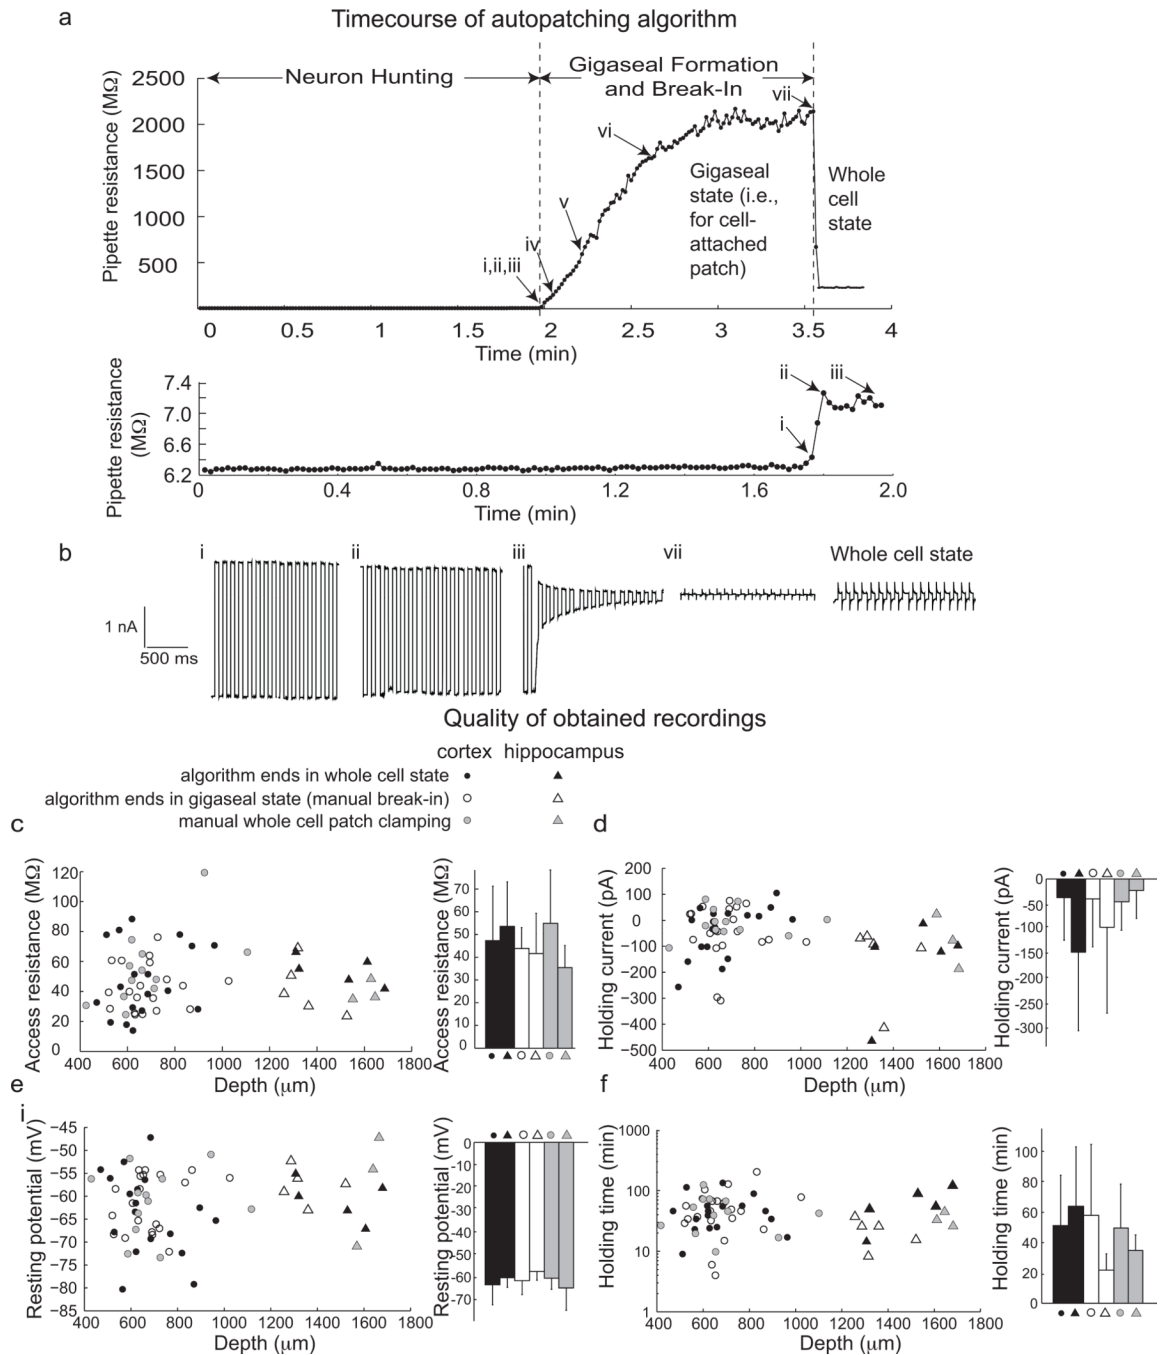 a
Timecourse of autopatching algorithm
Pipette resistance (MΩ)
2500
2000
1500
1000
500
Neuron Hunting
Gigaseal Formation
and Break-In
i,ii,iii
iv
v
vi
vii
Gigaseal
state (i.e.,
for cell-
attached
patch)
Whole
cell
state
0 0.5 1 1.5 2 2.5 3 3.5 4
Time (min)
Pipette resistance
(MΩ)
7.4
7.0
6.6
6.2
i
ii
iii
0 0.4 0.8 1.2 1.6 2.0
Time (min)
b
i
ii
iii
vii
Whole cell state
1 nA
500 ms
Quality of obtained recordings
cortex hippocampus
algorithm ends in whole cell state
algorithm ends in gigaseal state (manual break-in)
manual whole cell patch clamping
c
Access resistance (MΩ)
120
100
80
60
40
20
0
400 600 800 1000 1200 1400 1600 1800
Depth (μm)
Access resistance (MΩ)
70
60
50
40
30
20
10
0
d
Holding current (pA)
200
100
0
−100
−200
−300
−400
−500
400 600 800 1000 1200 1400 1600 1800
Depth (μm)
Holding current (pA)
0
-50
-100
-150
-200
-250
-300
e
i
Resting potential (mV)
−45
−50
−55
−60
−65
−70
−75
−80
−85
400 600 800 1000 1200 1400 1600 1800
Depth (μm)
Resting potential (mV)
0
-10
-20
-30
-40
-50
-60
-70
f
Holding time (min)
1000
100
10
1
400 600 800 1000 1200 1400 1600 1800
Depth (μm)
Holding time (min)
100
80
60
40
20
0